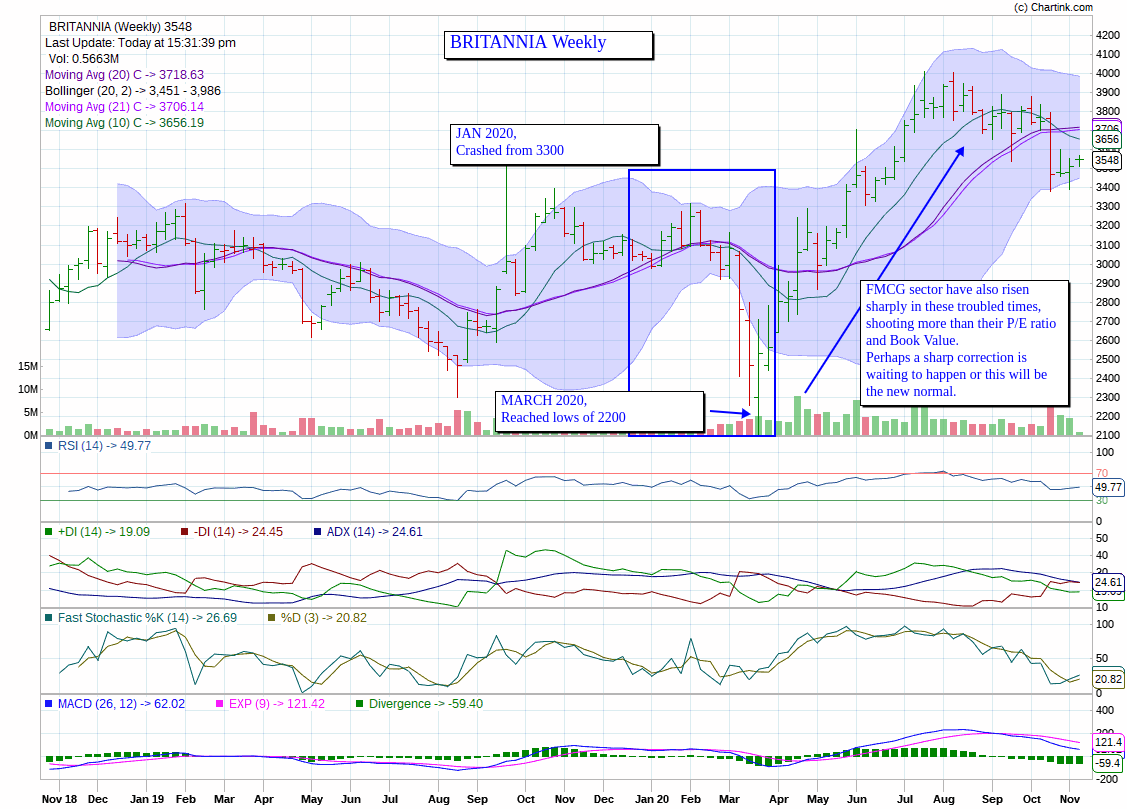 (c) Chartink.com
BRITANNIA (Weekly) 3548
Last Update: Today at 15:31:39 pm
Vol: 0.5663M
Moving Avg (20) C -> 3718.63
Bollinger (20, 2) -> 3,451 - 3,986
Moving Avg (21) C -> 3706.14
Moving Avg (10) C -> 3656.19
BRITANNIA Weekly
JAN 2020,
Crashed from 3300
MARCH 2020,
Reached lows of 2200
FMCG sector have also risen
sharply in these troubled times,
shooting more than their P/E ratio
and Book Value.
Perhaps a sharp correction is
waiting to happen or this will be
the new normal.
4200
4100
4000
3900
3800
3706
3656
3548
3400
3300
3200
3100
3000
2900
2800
2700
2600
2500
2400
2300
2200
2100
15M
10M
5M
0M
RSI (14) -> 49.77
100
70
49.77
30
0
+DI (14) -> 19.09 -DI (14) -> 24.45 ADX (14) -> 24.61
50
40
30
24.61
10
Fast Stochastic %K (14) -> 26.69 %D (3) -> 20.82
100
50
20.82
0
MACD (26, 12) -> 62.02 EXP (9) -> 121.42 Divergence -> -59.40
400
121.4
-59.4
-200
Nov 18 Dec Jan 19 Feb Mar Apr May Jun Jul Aug Sep Oct Nov Dec Jan 20 Feb Mar Apr May Jun Jul Aug Sep Oct Nov